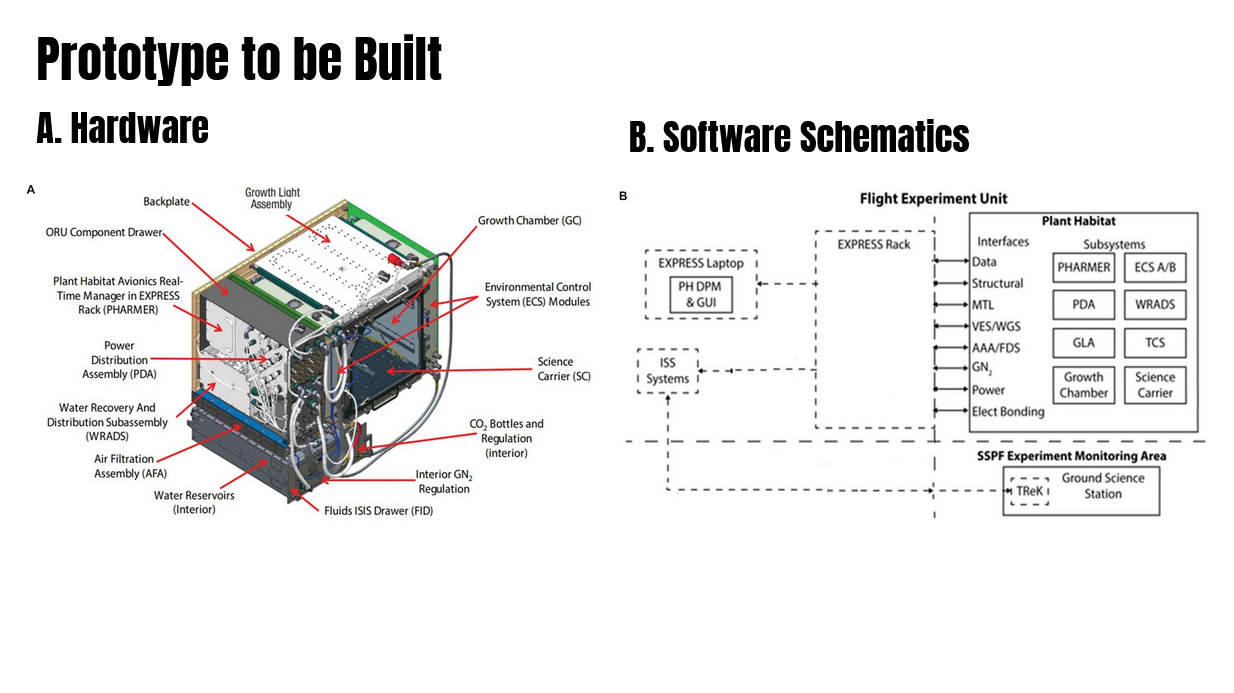 Prototype to be Built
A. Hardware
B. Software Schematics
A
Backplate
Growth Light
Assembly
Growth Chamber (GC)
ORU Component Drawer
Plant Habitat Avionics Real-
Time Manager in EXPRESS
Rack (PHARMER)
Environmental Control
System (ECS) Modules
Power
Distribution
Assembly (PDA)
Science
Carrier (SC)
Water Recovery And
Distribution Subassembly
(WRADS)
CO2 Bottles and
Regulation
(interior)
Air Filtration
Assembly (AFA)
Interior GN2
Regulation
Water Reservoirs
(Interior)
Fluids ISIS Drawer (FID)
B
Flight Experiment Unit
EXPRESS Laptop
PH DPM
& GUI
ISS
Systems
EXPRESS Rack
Plant Habitat
Interfaces
Data
Structural
MTL
VES/WGS
AAA/FDS
GN2
Power
Elect Bonding
Subsystems
PHARMER
ECS A/B
PDA
WRADS
GLA
TCS
Growth
Chamber
Science
Carrier
SSPF Experiment Monitoring Area
TReK
Ground Science
Station